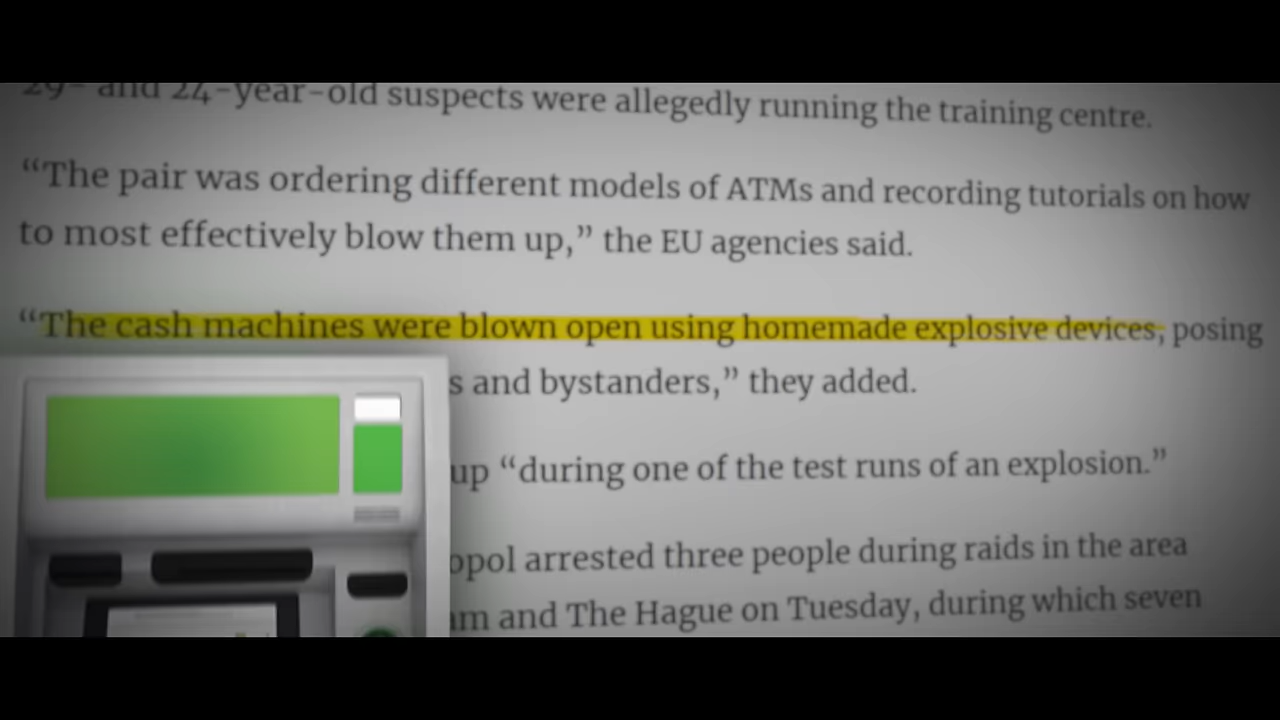 29- and 24-year-old suspects were allegedly running the training centre.
“The pair was ordering different models of ATMs and recording tutorials on how
to most effectively blow them up,” the EU agencies said.
“The cash machines were blown open using homemade explosive devices, posing
s and bystanders,” they added.
up “during one of the test runs of an explosion.”
opol arrested three people during raids in the area
am and The Hague on Tuesday, during which seven